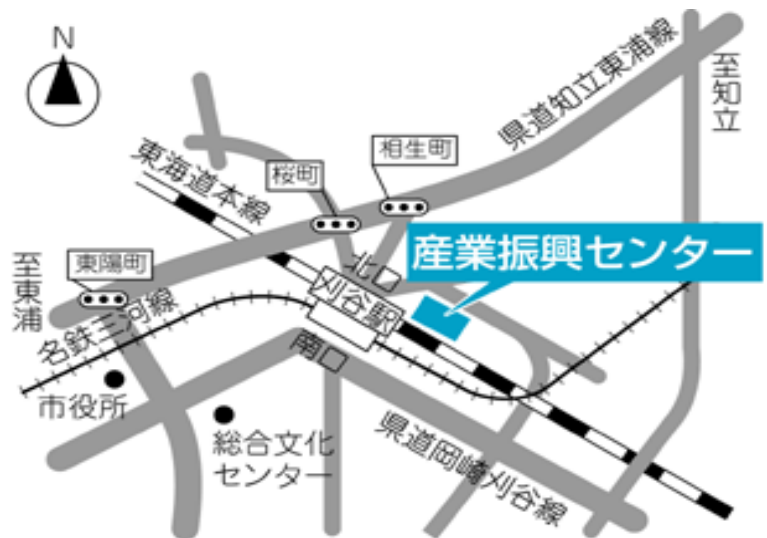 N
至知立
県道知立東浦線
相生町
東海道本線
桜町
産業振興センター
北口
東陽町
至東浦
刈谷駅
名鉄三河線
南口
市役所
総合文化
センター
県道岡崎刈谷線